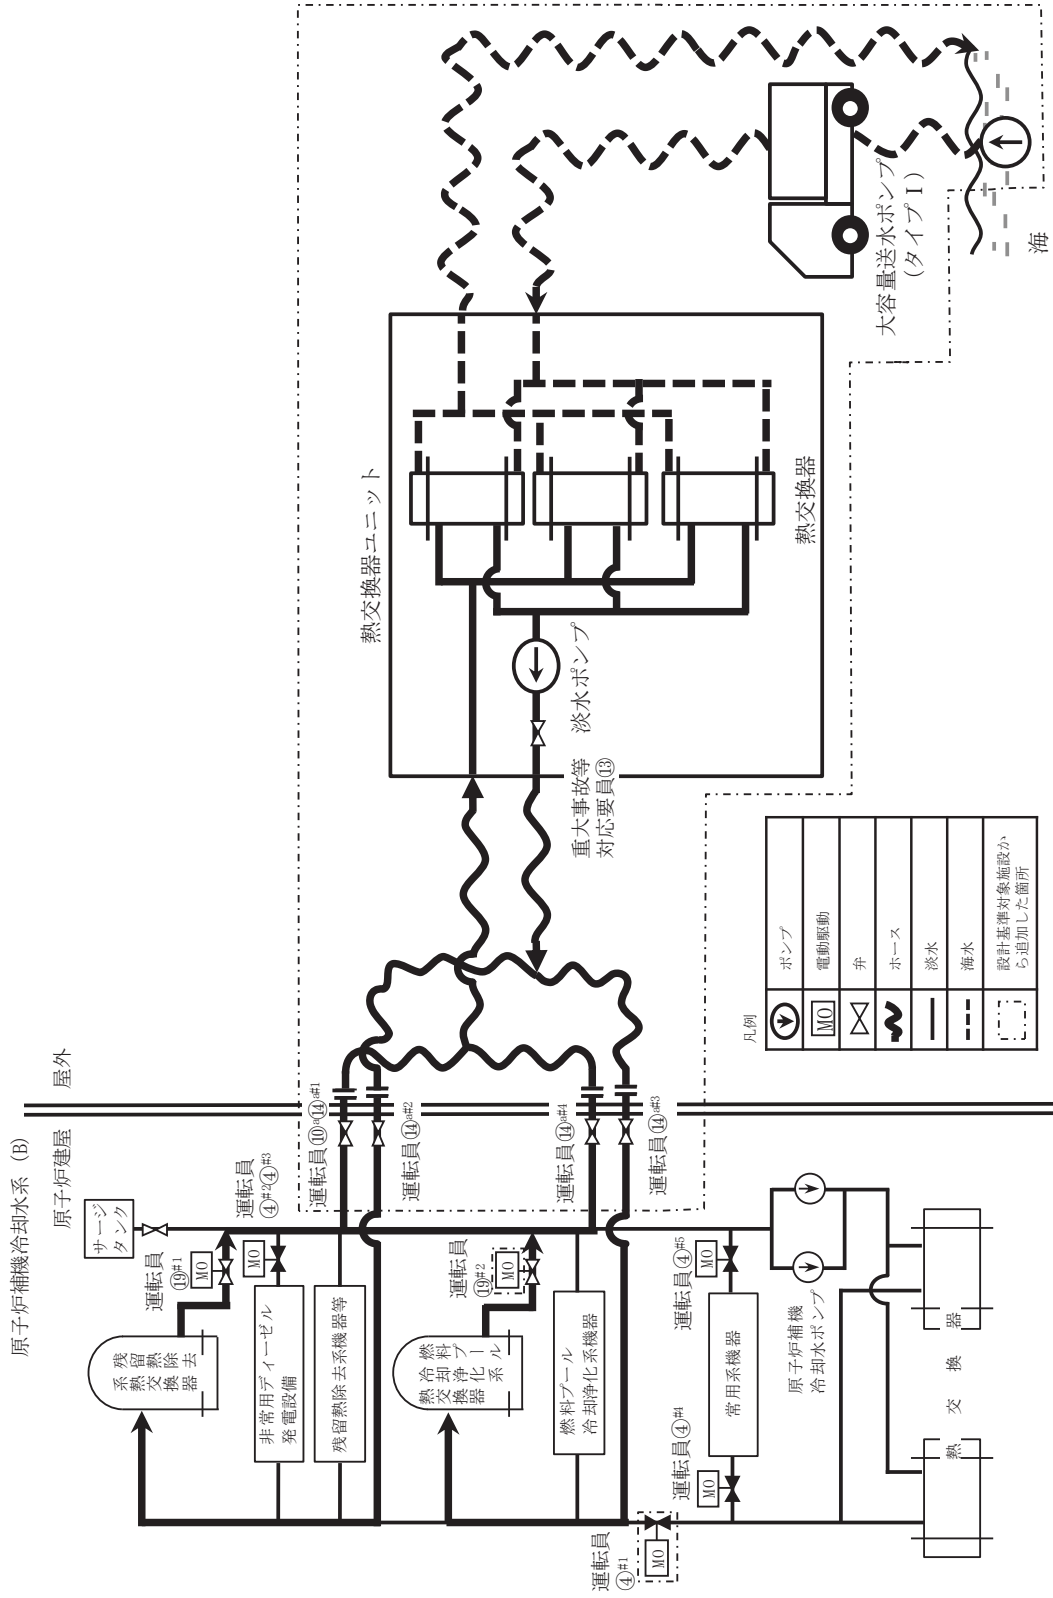 原子炉補機冷却水系 (B)
原子炉建屋
屋外
サージ
タンク
運転員
⑲#1
MO
運転員
④#2④#3
MO
運転員⑩a⑭a#1
運転員⑭a#2
運転員⑭a#4
運転員⑭a#3
残留熱除去
系熱交換器
非常用ディーゼル
発電設備
残留熱除去系機器等
運転員
⑲#2
MO
燃料プール
冷却浄化系
熱交換器
燃料プール
冷却浄化系機器
運転員④#5
MO
常用系機器
運転員④#4
MO
運転員
④#1
MO
原子炉補機
冷却水ポンプ
熱交換器
熱交換器ユニット
熱交換器
淡水ポンプ
重大事故等
対応要員⑬
大容量送水ポンプ
(タイプⅠ)
海
凡例
ポンプ
MO
電動駆動
弁
ホース
淡水
海水
設計基準対象施設か
ら追加した箇所